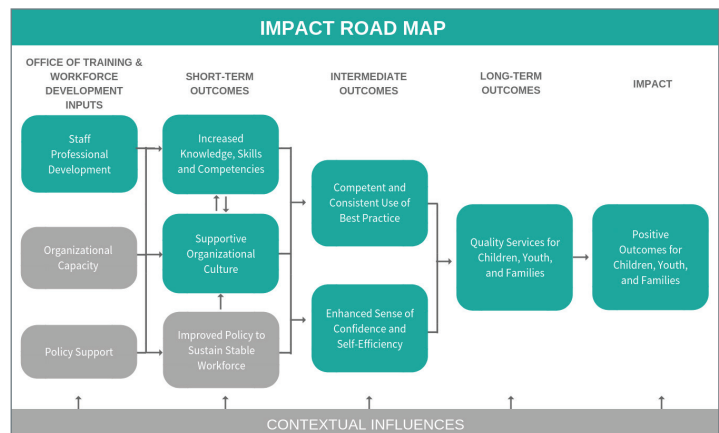 IMPACT ROAD MAP
OFFICE OF TRAINING &
WORKFORCE
DEVELOPMENT
INPUTS
SHORT-TERM
OUTCOMES
INTERMEDIATE
OUTCOMES
LONG-TERM
OUTCOMES
IMPACT
Staff
Professional
Development
Organizational
Capacity
Policy Support
Increased
Knowledge, Skills
and Competencies
Supportive
Organizational
Culture
Improved Policy to
Sustain Stable
Workforce
Competent and
Consistent Use of
Best Practice
Enhanced Sense of
Confidence and
Self-Efficiency
Quality Services for
Children, Youth,
and Families
Positive
Outcomes for
Children, Youth,
and Families
CONTEXTUAL INFLUENCES